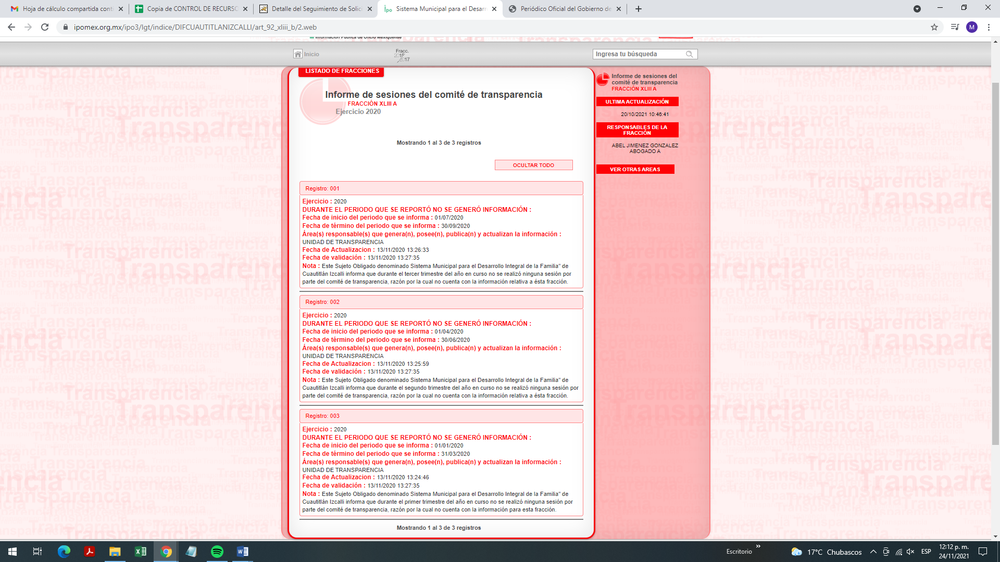 Hoja de cálculo compartida cont
Copia de CONTROL DE RECURSC
Detalle del Seguimiento de Solici
Sistema Municipal para el Desarr
Periódico Oficial del Gobierno de
ipomex.org.mx/ipo3/lgt/indice/DIFCUAUTITLANIZCALLI/art_92_xliii_b/2.web
M
Información Pública de Oficio Mexiquense
Inicio
Fracc.
2017
Ingresa tu búsqueda
LISTADO DE FRACCIONES
Informe de sesiones del comité de transparencia
FRACCIÓN XLIII A
Ejercicio 2020
Mostrando 1 al 3 de 3 registros
OCULTAR TODO
Registro: 001
Ejercicio : 2020
DURANTE EL PERIODO QUE SE REPORTÓ NO SE GENERÓ INFORMACIÓN :
Fecha de inicio del periodo que se informa : 01/07/2020
Fecha de término del periodo que se informa : 30/09/2020
Área(s) responsable(s) que genera(n), posee(n), publica(n) y actualizan la información :
UNIDAD DE TRANSPARENCIA
Fecha de Actualizacion : 13/11/2020 13:26:33
Fecha de validación : 13/11/2020 13:27:35
Nota : Este Sujeto Obligado denominado Sistema Municipal para el Desarrollo Integral de la Familia" de
Cuautitlán Izcalli informa que durante el tercer trimestre del año en curso no se realizó ninguna sesión por
parte del comité de transparencia, razón por la cual no cuenta con la información relativa a ésta fracción.
Registro: 002
Ejercicio : 2020
DURANTE EL PERIODO QUE SE REPORTÓ NO SE GENERÓ INFORMACIÓN :
Fecha de inicio del periodo que se informa : 01/04/2020
Fecha de término del periodo que se informa : 30/06/2020
Área(s) responsable(s) que genera(n), posee(n), publica(n) y actualizan la información :
UNIDAD DE TRANSPARENCIA
Fecha de Actualizacion : 13/11/2020 13:25:59
Fecha de validación : 13/11/2020 13:27:35
Nota : Este Sujeto Obligado denominado Sistema Municipal para el Desarrollo Integral de la Familia" de
Cuautitlán Izcalli informa que durante el segundo trimestre del año en curso no se realizó ninguna sesión por
parte del comité de transparencia, razón por la cual no cuenta con la información relativa a ésta fracción.
Registro: 003
Ejercicio : 2020
DURANTE EL PERIODO QUE SE REPORTÓ NO SE GENERÓ INFORMACIÓN :
Fecha de inicio del periodo que se informa : 01/01/2020
Fecha de término del periodo que se informa : 31/03/2020
Área(s) responsable(s) que genera(n), posee(n), publica(n) y actualizan la información :
UNIDAD DE TRANSPARENCIA
Fecha de Actualizacion : 13/11/2020 13:24:46
Fecha de validación : 13/11/2020 13:27:35
Nota : Este Sujeto Obligado denominado Sistema Municipal para el Desarrollo Integral de la Familia" de
Cuautitlán Izcalli informa que durante el primer trimestre del año en curso no se realizó ninguna sesión por
parte del comité de transparencia, razón por la cual no cuenta con la información para esta fracción.
Mostrando 1 al 3 de 3 registros
Informe de sesiones del
comité de transparencia
FRACCIÓN XLIII A
ULTIMA ACTUALIZACIÓN
20/10/2021 10:46:41
RESPONSABLES DE LA
FRACCIÓN
ABEL JIMENEZ GONZALEZ
ABOGADO A
VER OTRAS AREAS
Escritorio
17°C Chubascos
ESP
12:12 p. m.
24/11/2021